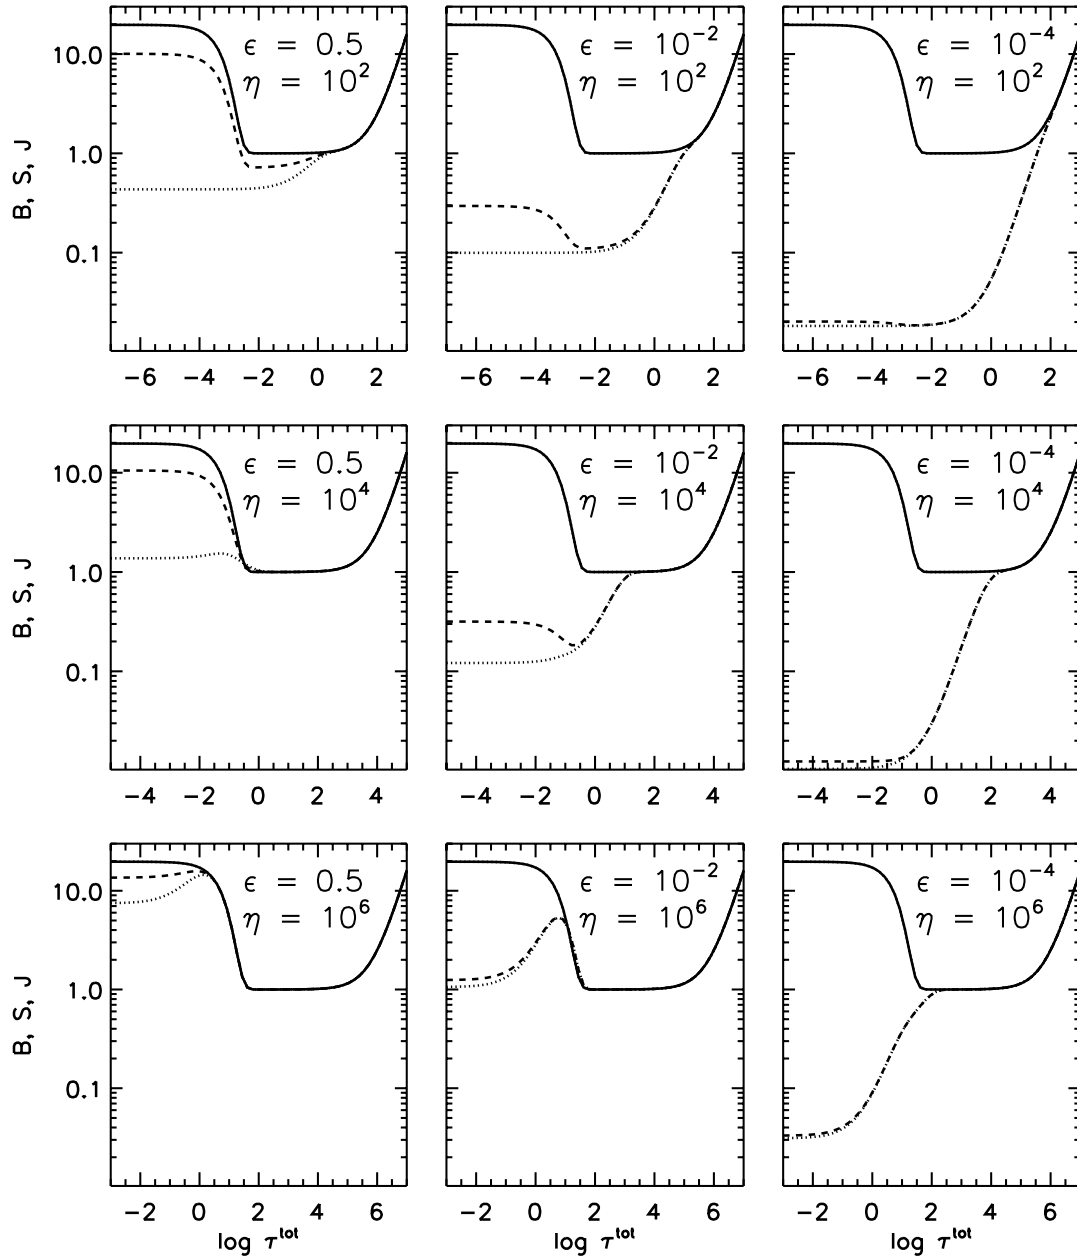 ϵ = 0.5
η = 10²
ϵ = 10⁻²
η = 10²
ϵ = 10⁻⁴
η = 10²
10.0
1.0
0.1
B, S, J
−6 −4 −2 0 2
−6 −4 −2 0 2
−6 −4 −2 0 2
ϵ = 0.5
η = 10⁴
ϵ = 10⁻²
η = 10⁴
ϵ = 10⁻⁴
η = 10⁴
10.0
1.0
0.1
B, S, J
−4 −2 0 2 4
−4 −2 0 2 4
−4 −2 0 2 4
ϵ = 0.5
η = 10⁶
ϵ = 10⁻²
η = 10⁶
ϵ = 10⁻⁴
η = 10⁶
10.0
1.0
0.1
B, S, J
−2 0 2 4 6
−2 0 2 4 6
−2 0 2 4 6
log τᵗᵒᵗ
log τᵗᵒᵗ
log τᵗᵒᵗ